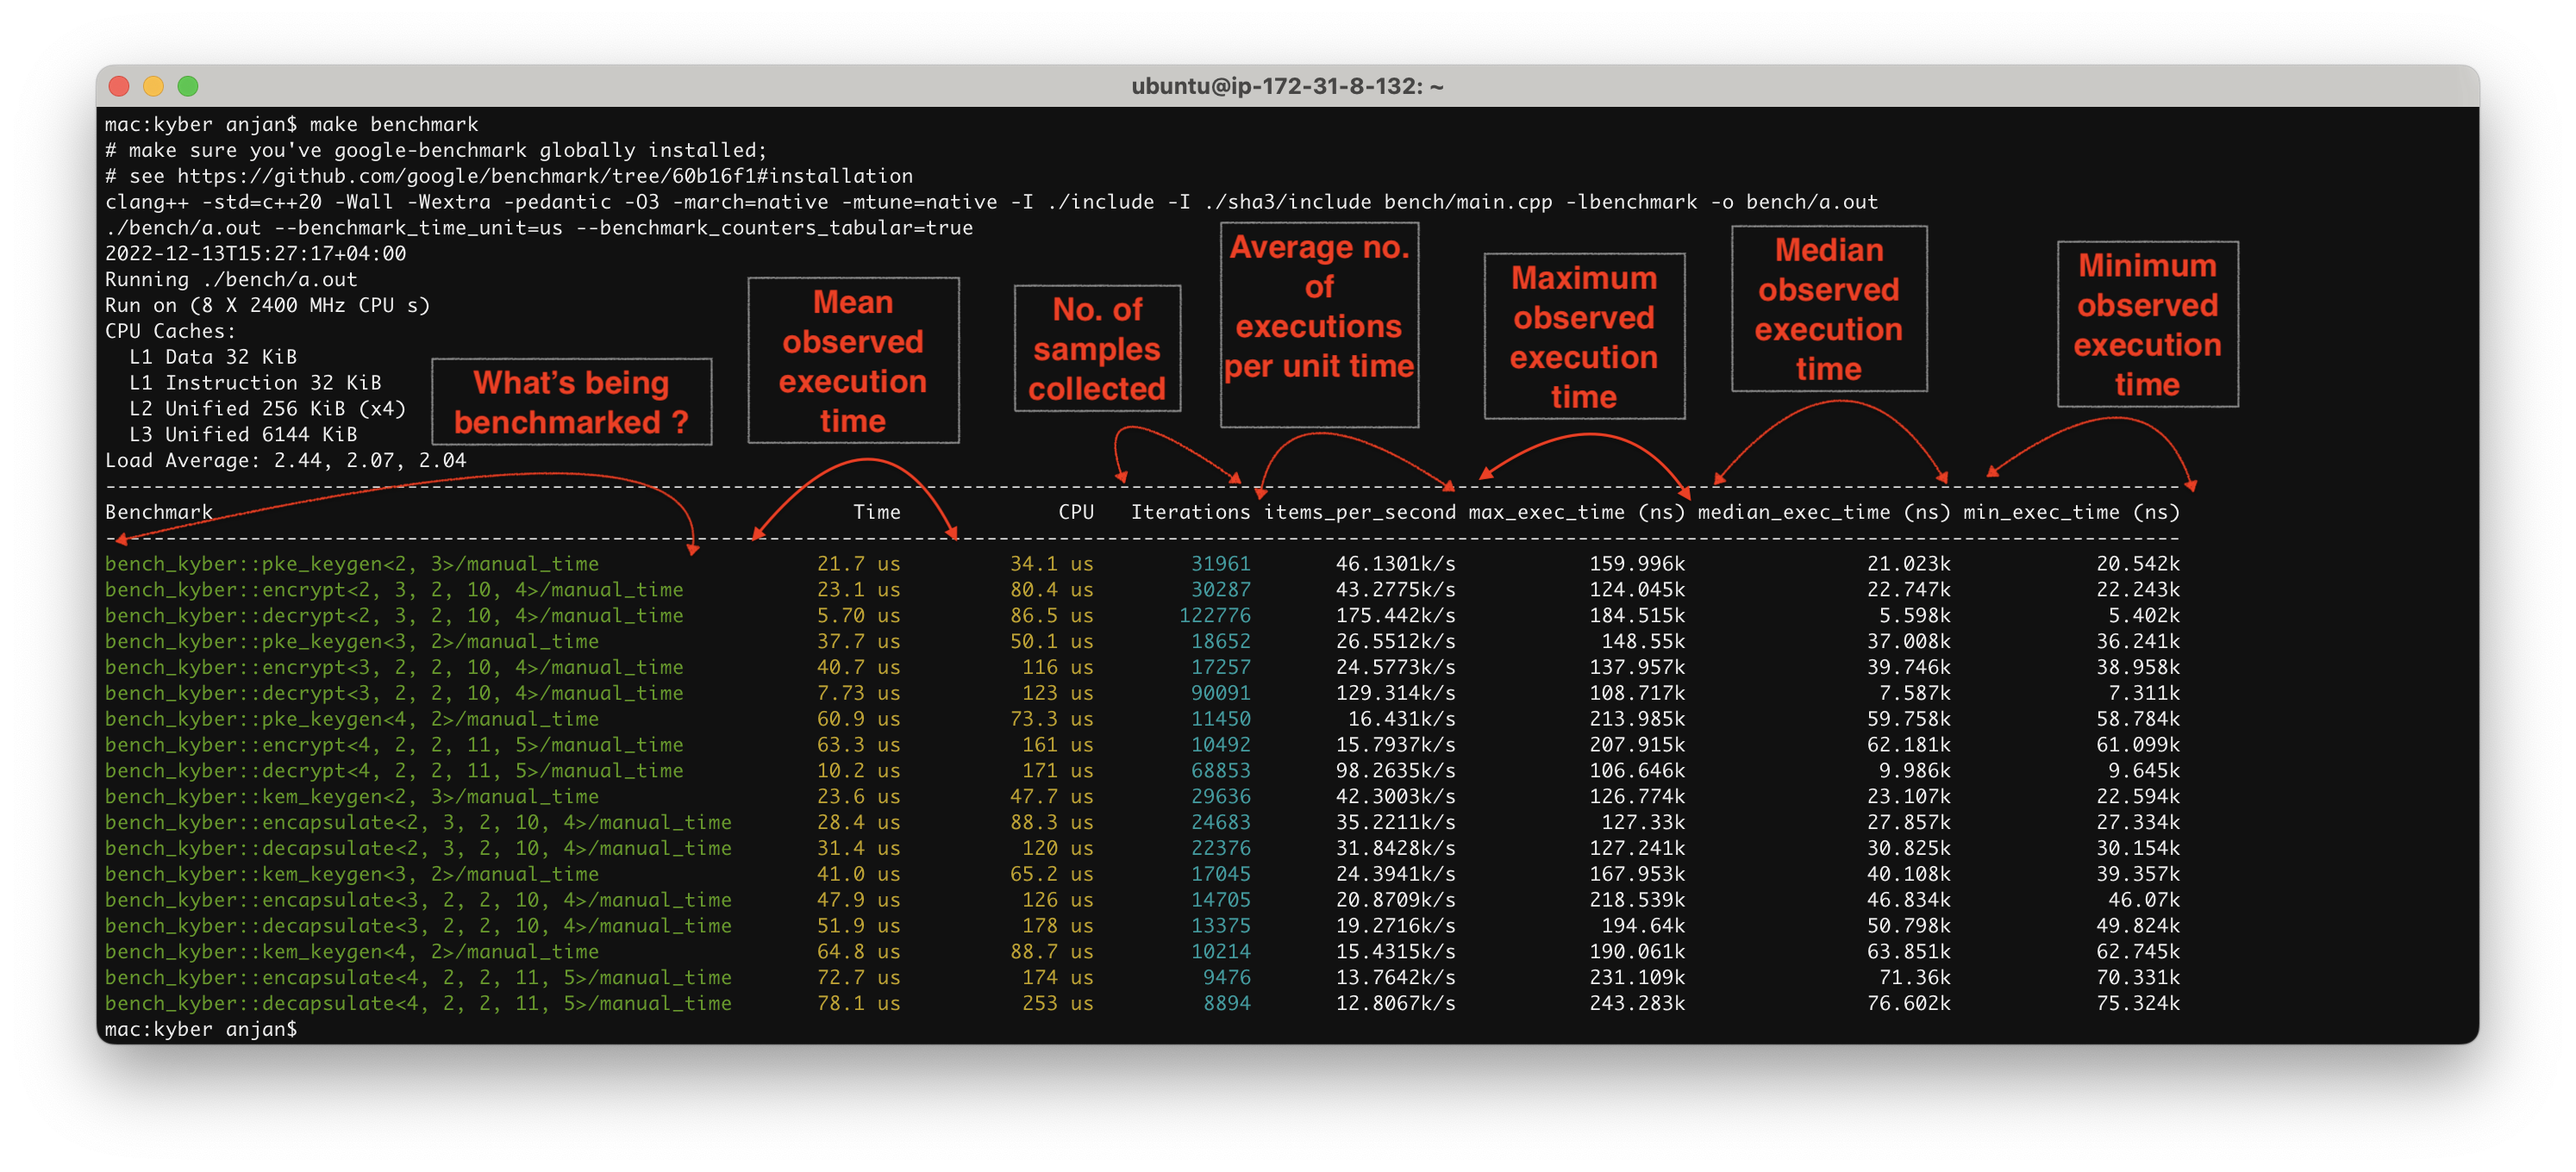 ubuntu@ip-172-31-8-132: ~
mac:kyber anjan$ make benchmark
# make sure you've google-benchmark globally installed;
# see https://github.com/google/benchmark/tree/60b16f1#installation
clang++ -std=c++20 -Wall -Wextra -pedantic -O3 -march=native -mtune=native -I ./include -I ./sha3/include bench/main.cpp -lbenchmark -o bench/a.out
./bench/a.out --benchmark_time_unit=us --benchmark_counters_tabular=true
2022-12-13T15:27:17+04:00
Running ./bench/a.out
Run on (8 X 2400 MHz CPU s)
CPU Caches:
L1 Data 32 KiB
L1 Instruction 32 KiB
L2 Unified 256 KiB (x4)
L3 Unified 6144 KiB
Load Average: 2.44, 2.07, 2.04
What's being
benchmarked ?
Mean
observed
execution
time
No. of
samples
collected
Average no.
of
executions
per unit time
Maximum
observed
execution
time
Median
observed
execution
time
Minimum
observed
execution
time
Benchmark Time CPU Iterations items_per_second max_exec_time (ns) median_exec_time (ns) min_exec_time (ns)
bench_kyber::pke_keygen<2, 3>/manual_time 21.7 us 34.1 us 31961 46.1301k/s 159.996k 21.023k 20.542k
bench_kyber::encrypt<2, 3, 2, 10, 4>/manual_time 23.1 us 80.4 us 30287 43.2775k/s 124.045k 22.747k 22.243k
bench_kyber::decrypt<2, 3, 2, 10, 4>/manual_time 5.70 us 86.5 us 122776 175.442k/s 184.515k 5.598k 5.402k
bench_kyber::pke_keygen<3, 2>/manual_time 37.7 us 50.1 us 18652 26.5512k/s 148.55k 37.008k 36.241k
bench_kyber::encrypt<3, 2, 2, 10, 4>/manual_time 40.7 us 116 us 17257 24.5773k/s 137.957k 39.746k 38.958k
bench_kyber::decrypt<3, 2, 2, 10, 4>/manual_time 7.73 us 123 us 90091 129.314k/s 108.717k 7.587k 7.311k
bench_kyber::pke_keygen<4, 2>/manual_time 60.9 us 73.3 us 11450 16.431k/s 213.985k 59.758k 58.784k
bench_kyber::encrypt<4, 2, 2, 11, 5>/manual_time 63.3 us 161 us 10492 15.7937k/s 207.915k 62.181k 61.099k
bench_kyber::decrypt<4, 2, 2, 11, 5>/manual_time 10.2 us 171 us 68853 98.2635k/s 106.646k 9.986k 9.645k
bench_kyber::kem_keygen<2, 3>/manual_time 23.6 us 47.7 us 29636 42.3003k/s 126.774k 23.107k 22.594k
bench_kyber::encapsulate<2, 3, 2, 10, 4>/manual_time 28.4 us 88.3 us 24683 35.2211k/s 127.33k 27.857k 27.334k
bench_kyber::decapsulate<2, 3, 2, 10, 4>/manual_time 31.4 us 120 us 22376 31.8428k/s 127.241k 30.825k 30.154k
bench_kyber::kem_keygen<3, 2>/manual_time 41.0 us 65.2 us 17045 24.3941k/s 167.953k 40.108k 39.357k
bench_kyber::encapsulate<3, 2, 2, 10, 4>/manual_time 47.9 us 126 us 14705 20.8709k/s 218.539k 46.834k 46.07k
bench_kyber::decapsulate<3, 2, 2, 10, 4>/manual_time 51.9 us 178 us 13375 19.2716k/s 194.64k 50.798k 49.824k
bench_kyber::kem_keygen<4, 2>/manual_time 64.8 us 88.7 us 10214 15.4315k/s 190.061k 63.851k 62.745k
bench_kyber::encapsulate<4, 2, 2, 11, 5>/manual_time 72.7 us 174 us 9476 13.7642k/s 231.109k 71.36k 70.331k
bench_kyber::decapsulate<4, 2, 2, 11, 5>/manual_time 78.1 us 253 us 8894 12.8067k/s 243.283k 76.602k 75.324k
mac:kyber anjan$